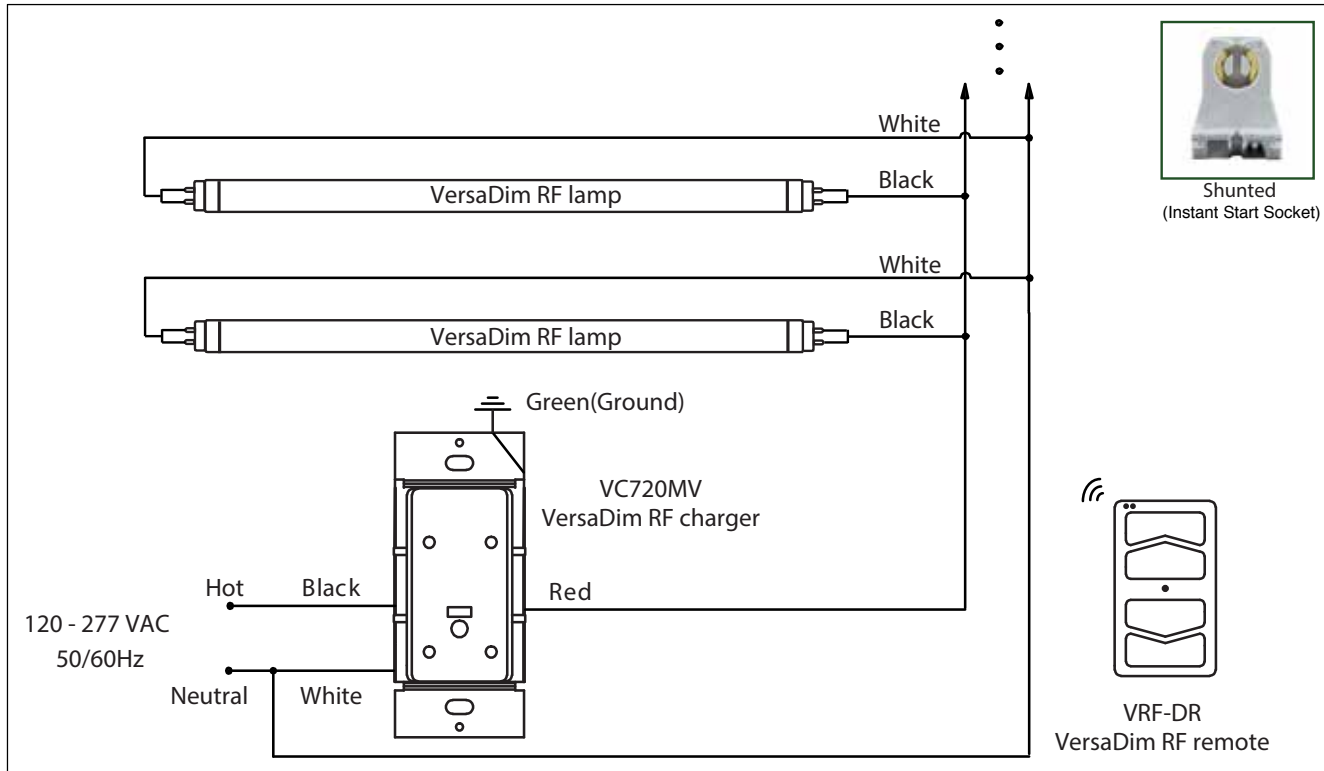 White
Shunted
(Instant Start Socket)
VersaDim RF lamp
Black
White
VersaDim RF lamp
Black
Green(Ground)
VC720MV
VersaDim RF charger
Hot
Black
Red
120 - 277 VAC
50/60Hz
Neutral
White
VRF-DR
VersaDim RF remote